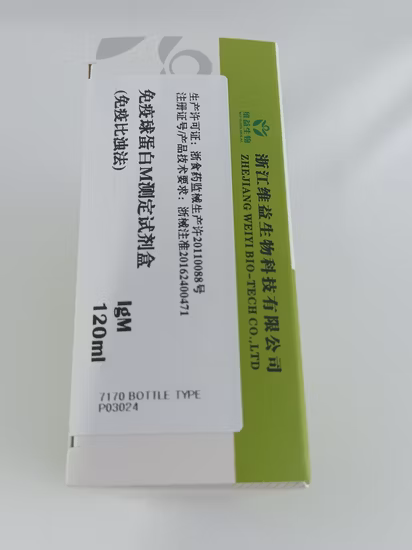 维益生物
浙江维益生物科技有限公司
ZHEJIANG WEIYI BIO-TECH CO.,LTD
生产许可证：浙食药监械生产许20110088号
注册证号/产品技术要求：浙械注准20162400471
免疫球蛋白M测定试剂盒
(免疫比浊法)
IgM
120ml
7170 BOTTLE TYPE
P03024